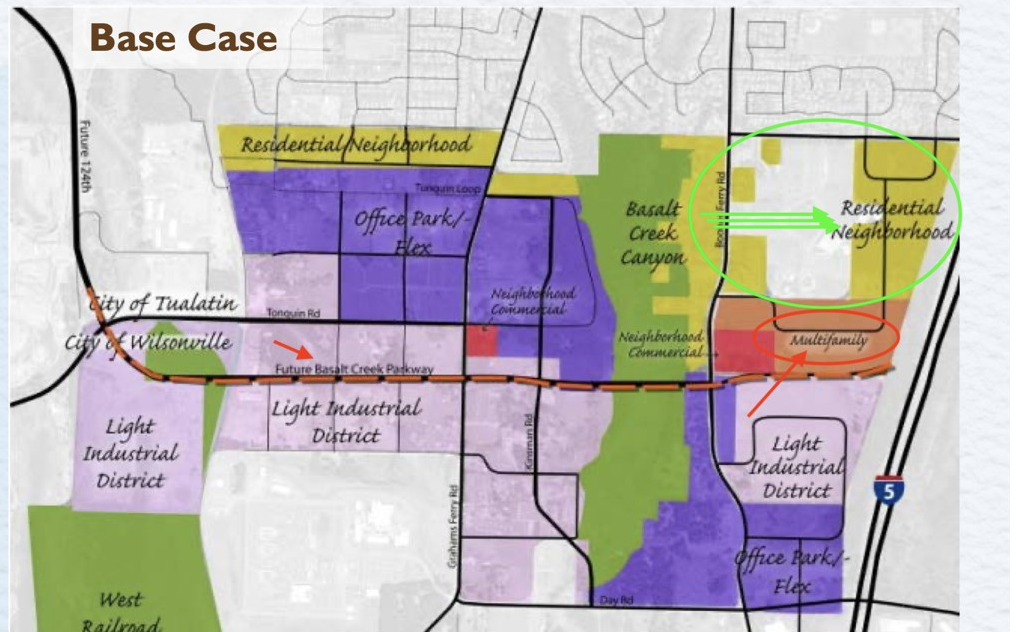 Base Case
Future 124th
Residential Neighborhood
Tonquin Loop
Office Park/-
Flex
Basalt
Creek
Canyon
Ferry Rd
Residential
Neighborhood
City of Tualatin
Neighborhood
Commercial
Tonquin Rd
City of Wilsonville
Neighborhood
Commercial
Multifamily
Future Basalt Creek Parkway
Light
Industrial
District
Light Industrial
District
Kinsman Rd
Light
Industrial
District
5
Grahams Ferry Rd
Office Park/-
Flex
Day Rd
West
Railroad